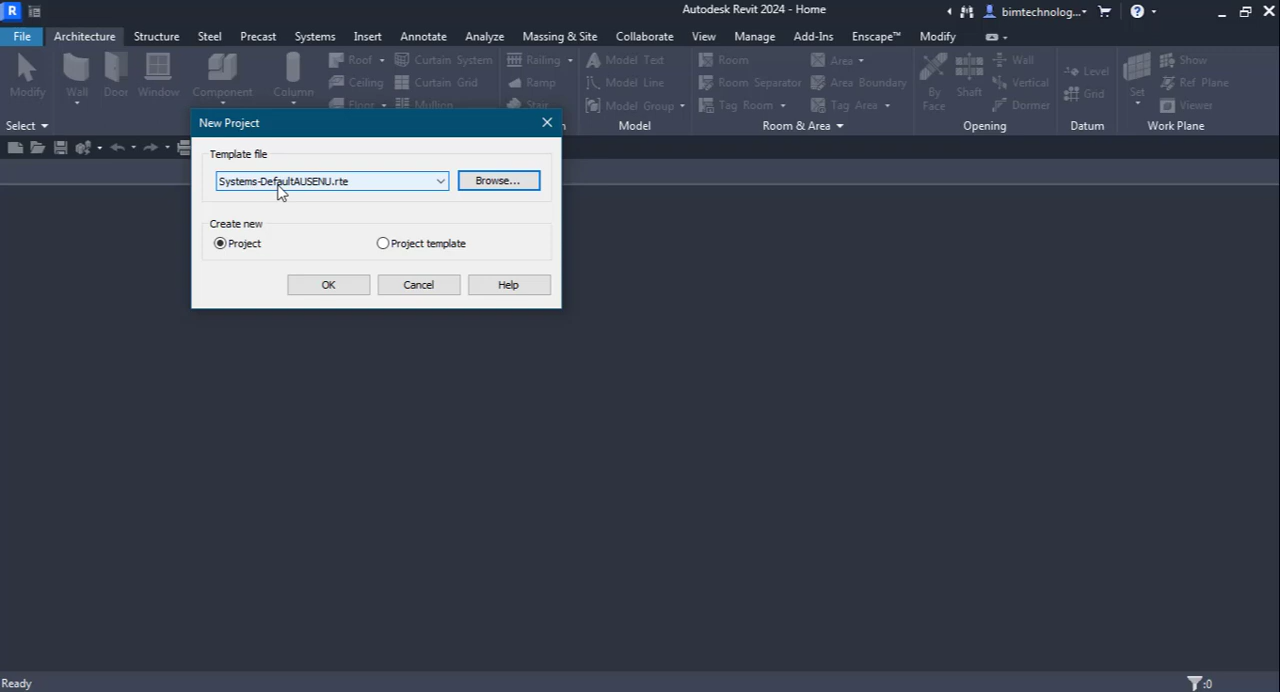 R
Autodesk Revit 2024 - Home
bimtechnolog...
?
File Architecture Structure Steel Precast Systems Insert Annotate Analyze Massing & Site Collaborate View Manage Add-Ins Enscape™ Modify
Roof Curtain System Railing Model Text Room Area Wall Show
Modify Wall Door Window Component Column Ceiling Curtain Grid Ramp Model Line Room Separator Area Boundary By Face Shaft Vertical Level Set Ref Plane
Floor Mullion Stair Model Group Tag Room Tag Area Dormer Grid Viewer
Select Model Room & Area Opening Datum Work Plane
New Project
Template file
Systems-DefaultAUSENU.rte
Browse...
Create new
Project Project template
OK Cancel Help
Ready
:0